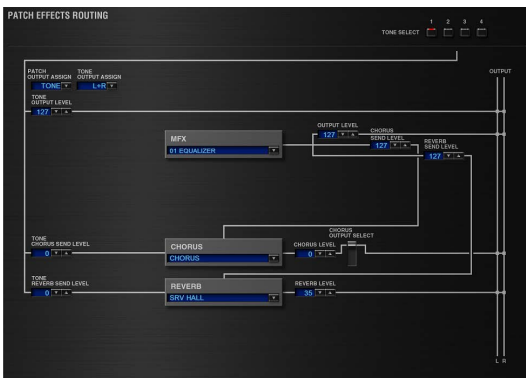 PATCH EFFECTS ROUTING
1 2 3 4
TONE SELECT
OUTPUT
PATCH OUTPUT ASSIGN
TONE
TONE OUTPUT ASSIGN
L+R
TONE OUTPUT LEVEL
127
MFX
01 EQUALIZER
OUTPUT LEVEL
127
CHORUS SEND LEVEL
127
REVERB SEND LEVEL
127
TONE CHORUS SEND LEVEL
0
CHORUS
CHORUS
CHORUS LEVEL
0
CHORUS OUTPUT SELECT
TONE REVERB SEND LEVEL
0
REVERB
SRV HALL
REVERB LEVEL
35
L R